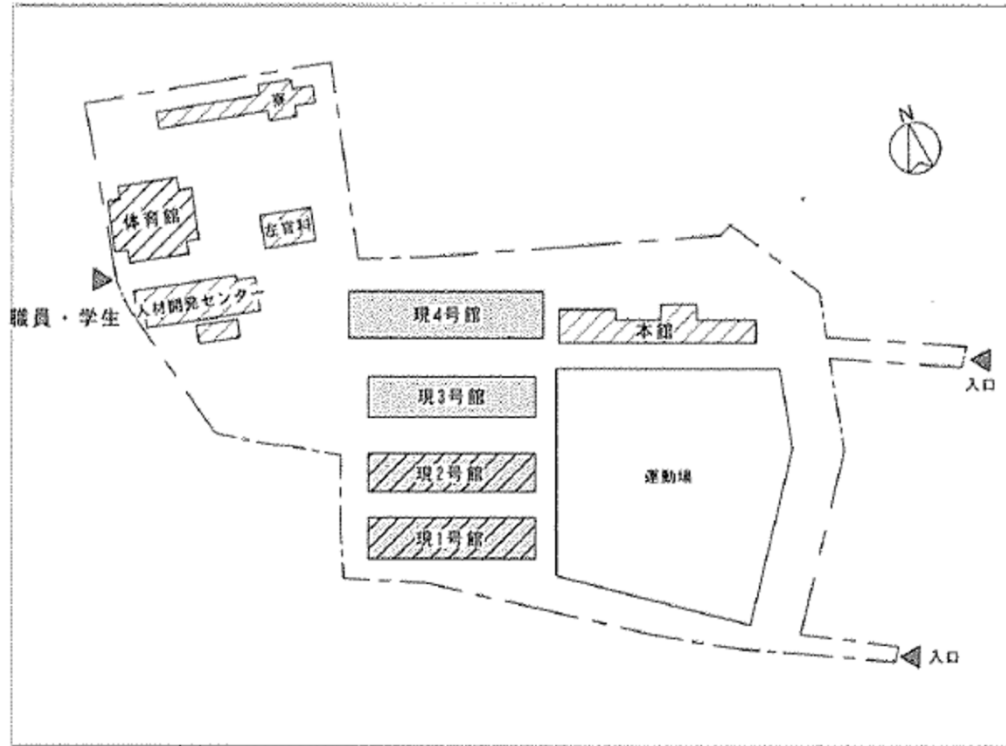 寮
N
体育館
左官科
人材開発センター
職員・学生
現4号館
本館
入口
現3号館
現2号館
運動場
現1号館
入口